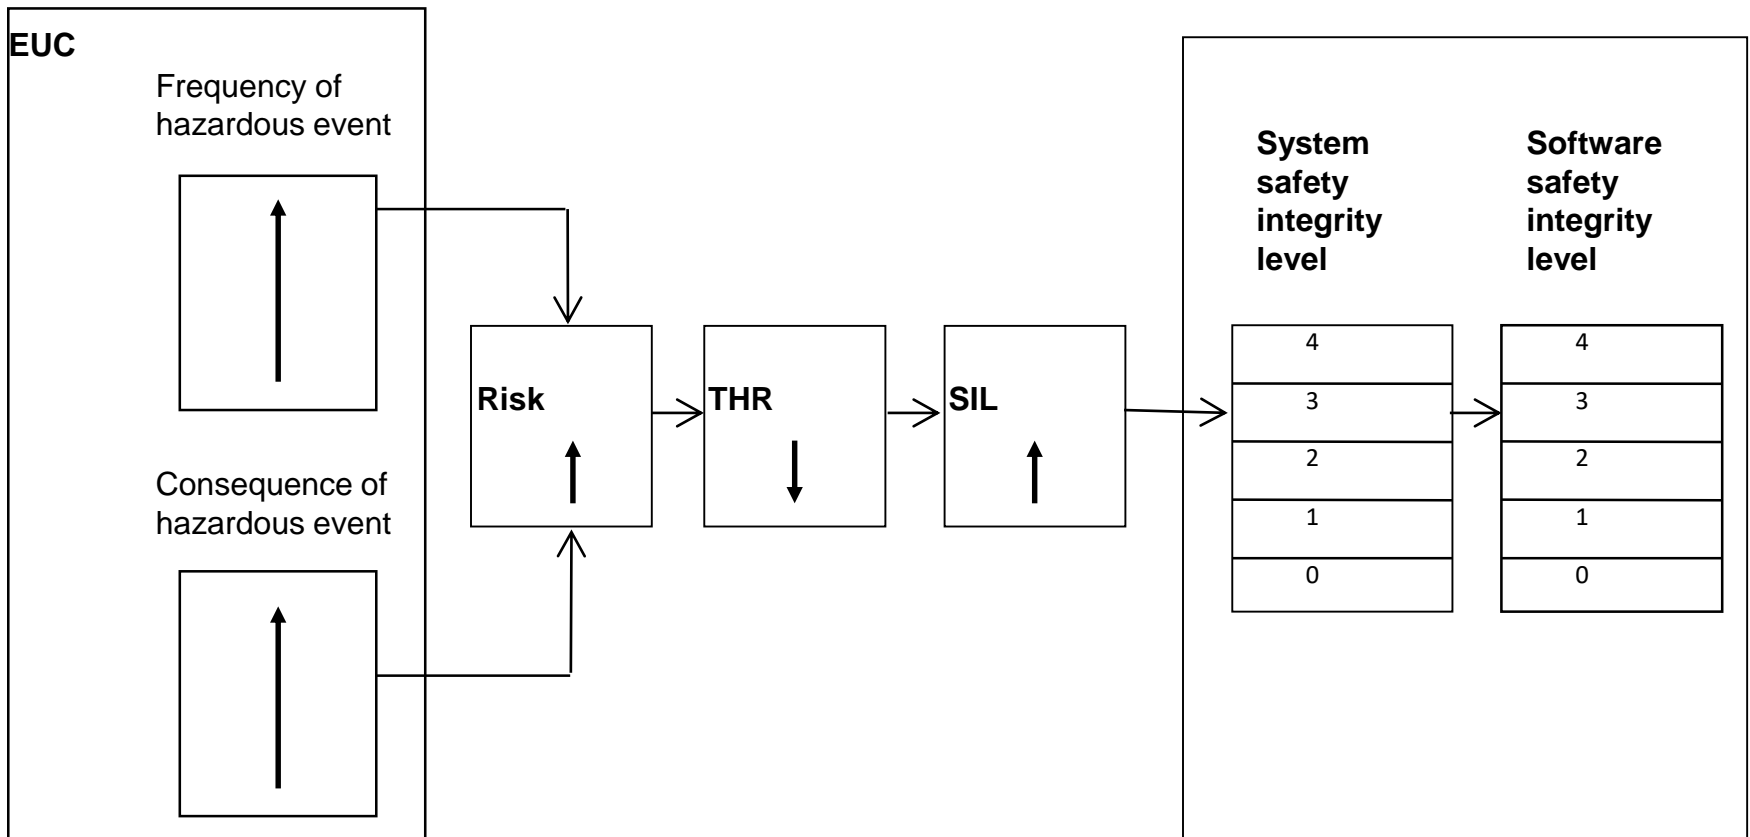 EUC
Frequency of
hazardous event
Consequence of
hazardous event
Risk
THR
SIL
System
safety
integrity
level
4
3
2
1
0
Software
safety
integrity
level
4
3
2
1
0